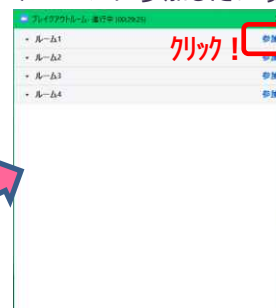 ブレイクアウトルーム - 進行中 (00:29:25)
ルーム1 参加
クリック！
ルーム2 参加
ルーム3 参加
ルーム4 参加